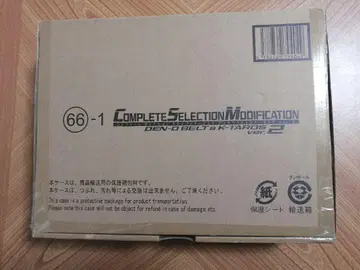 66-1
COMPLETE SELECTION MODIFICATION
DEN-O BELT & K-TAROS ver.2
本ケースは、商品輸送用の保護梱包材です。
本ケースは、つぶれ、汚れ等による交換は出来ません。ご了承ください。
This case is a protective package for product transportation.
Please note this case will not be object for refund in case of damage.etc.
紙
保護シート
ダンボール
輸送箱